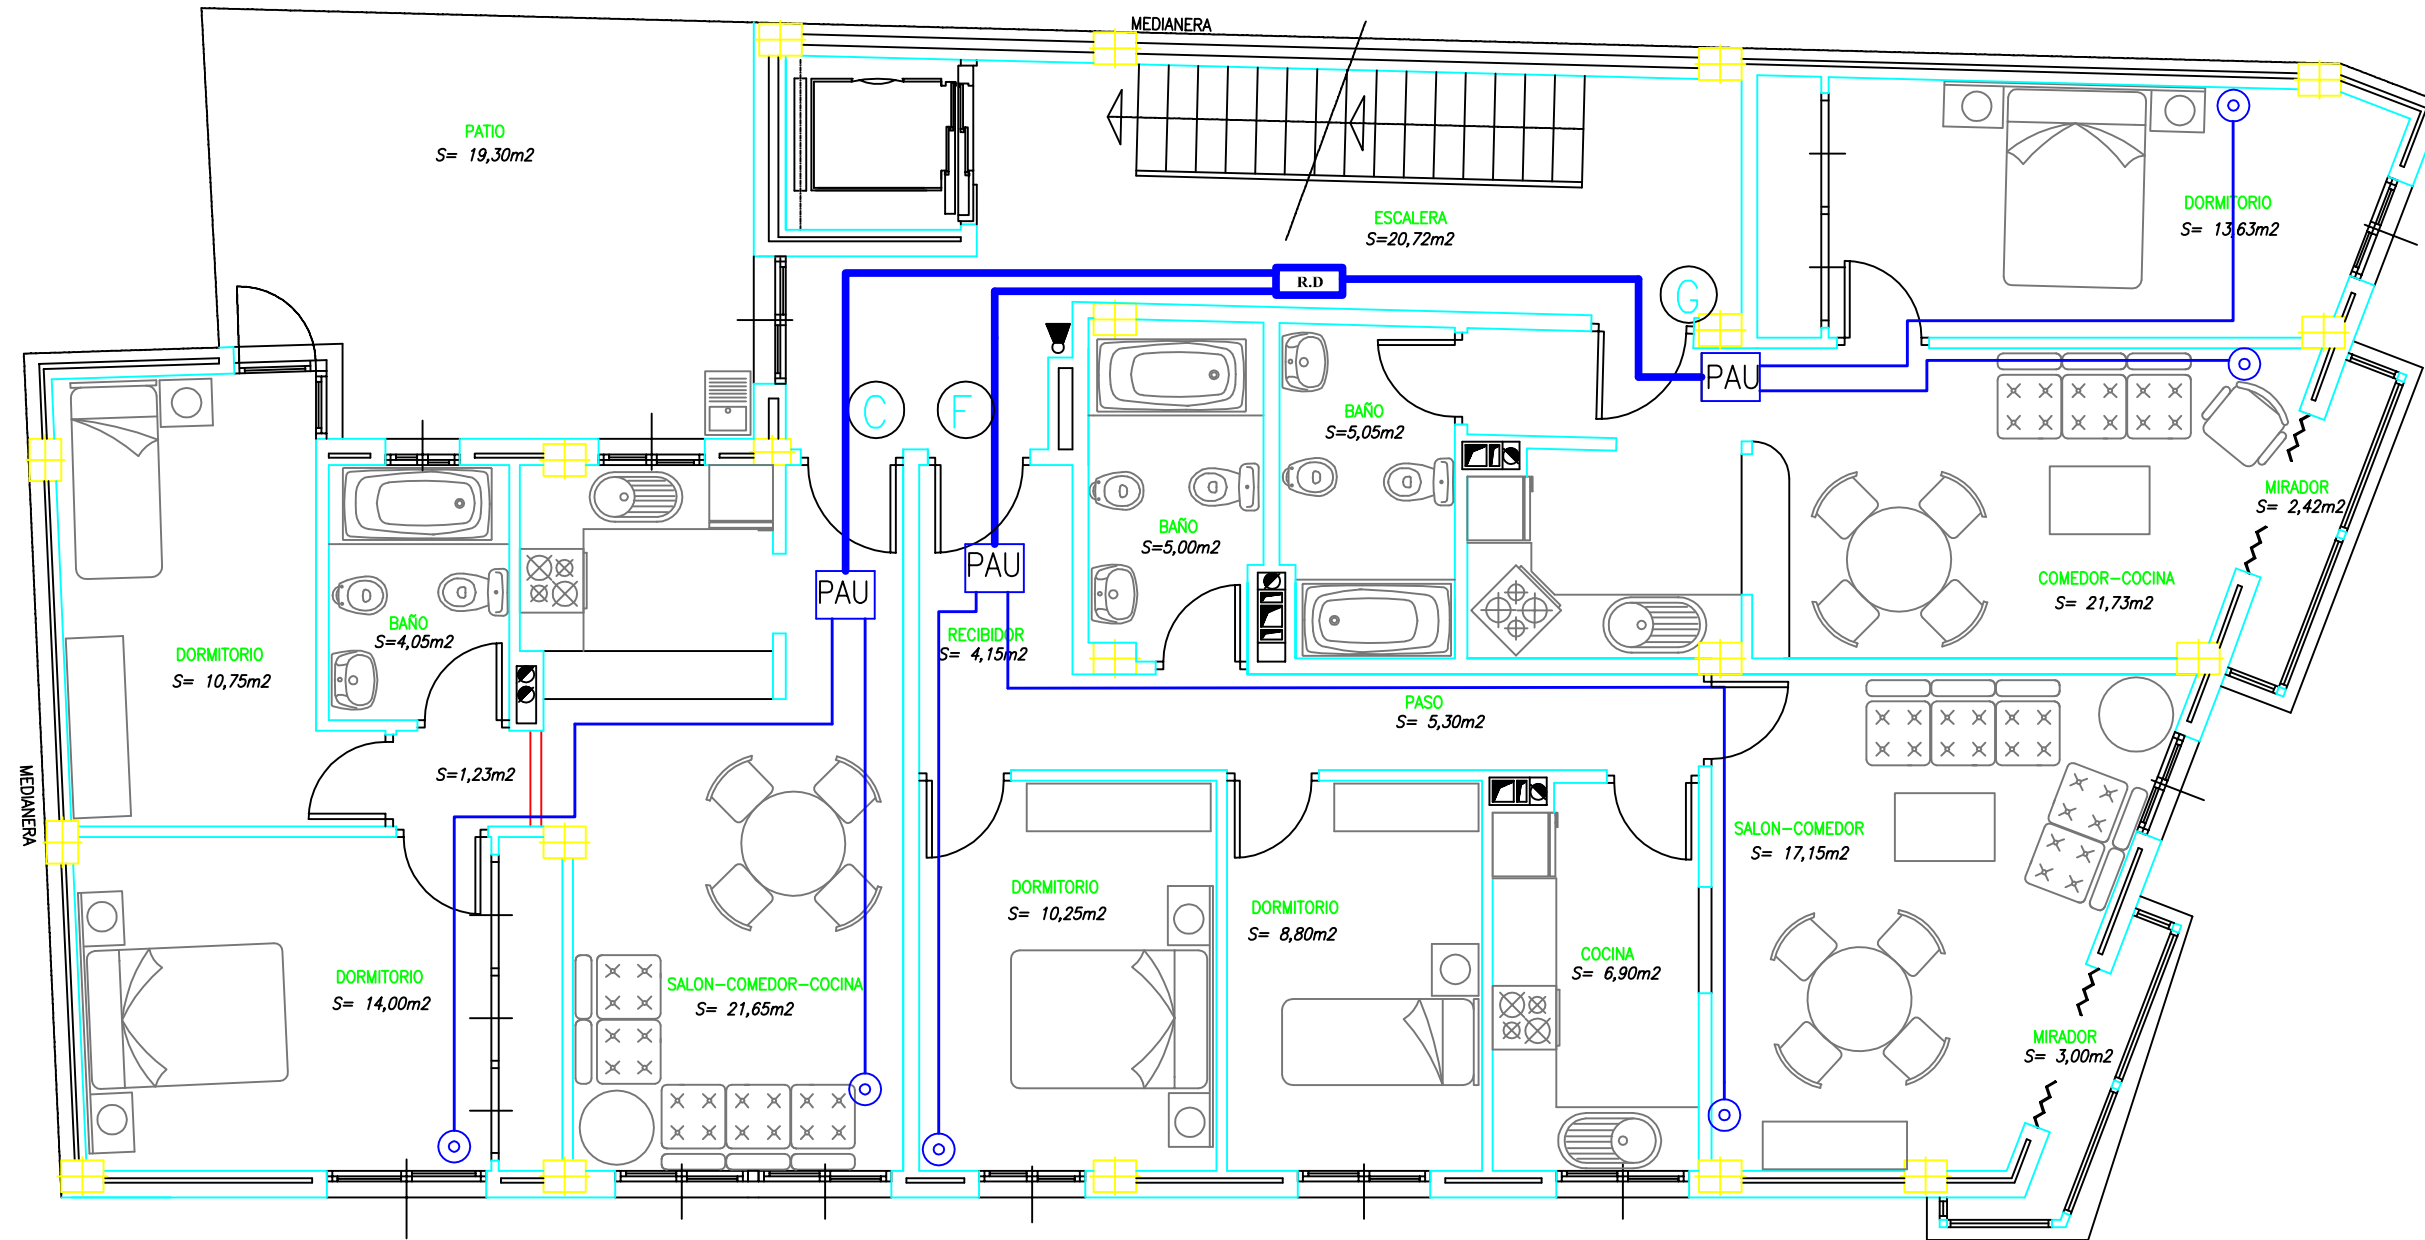 MEDIANERA
PATIO
S= 19,30m2
ESCALERA
S=20,72m2
DORMITORIO
S= 13,63m2
R.D
G
PAU
C
F
BAÑO
S=5,05m2
MIRADOR
S= 2,42m2
BAÑO
S=5,00m2
PAU
PAU
COMEDOR-COCINA
S= 21,73m2
BAÑO
S=4,05m2
RECIBIDOR
S= 4,15m2
DORMITORIO
S= 10,75m2
PASO
S= 5,30m2
MEDIANERA
S=1,23m2
SALON-COMEDOR
S= 17,15m2
DORMITORIO
S= 10,25m2
DORMITORIO
S= 8,80m2
COCINA
S= 6,90m2
DORMITORIO
S= 14,00m2
SALON-COMEDOR-COCINA
S= 21,65m2
MIRADOR
S= 3,00m2